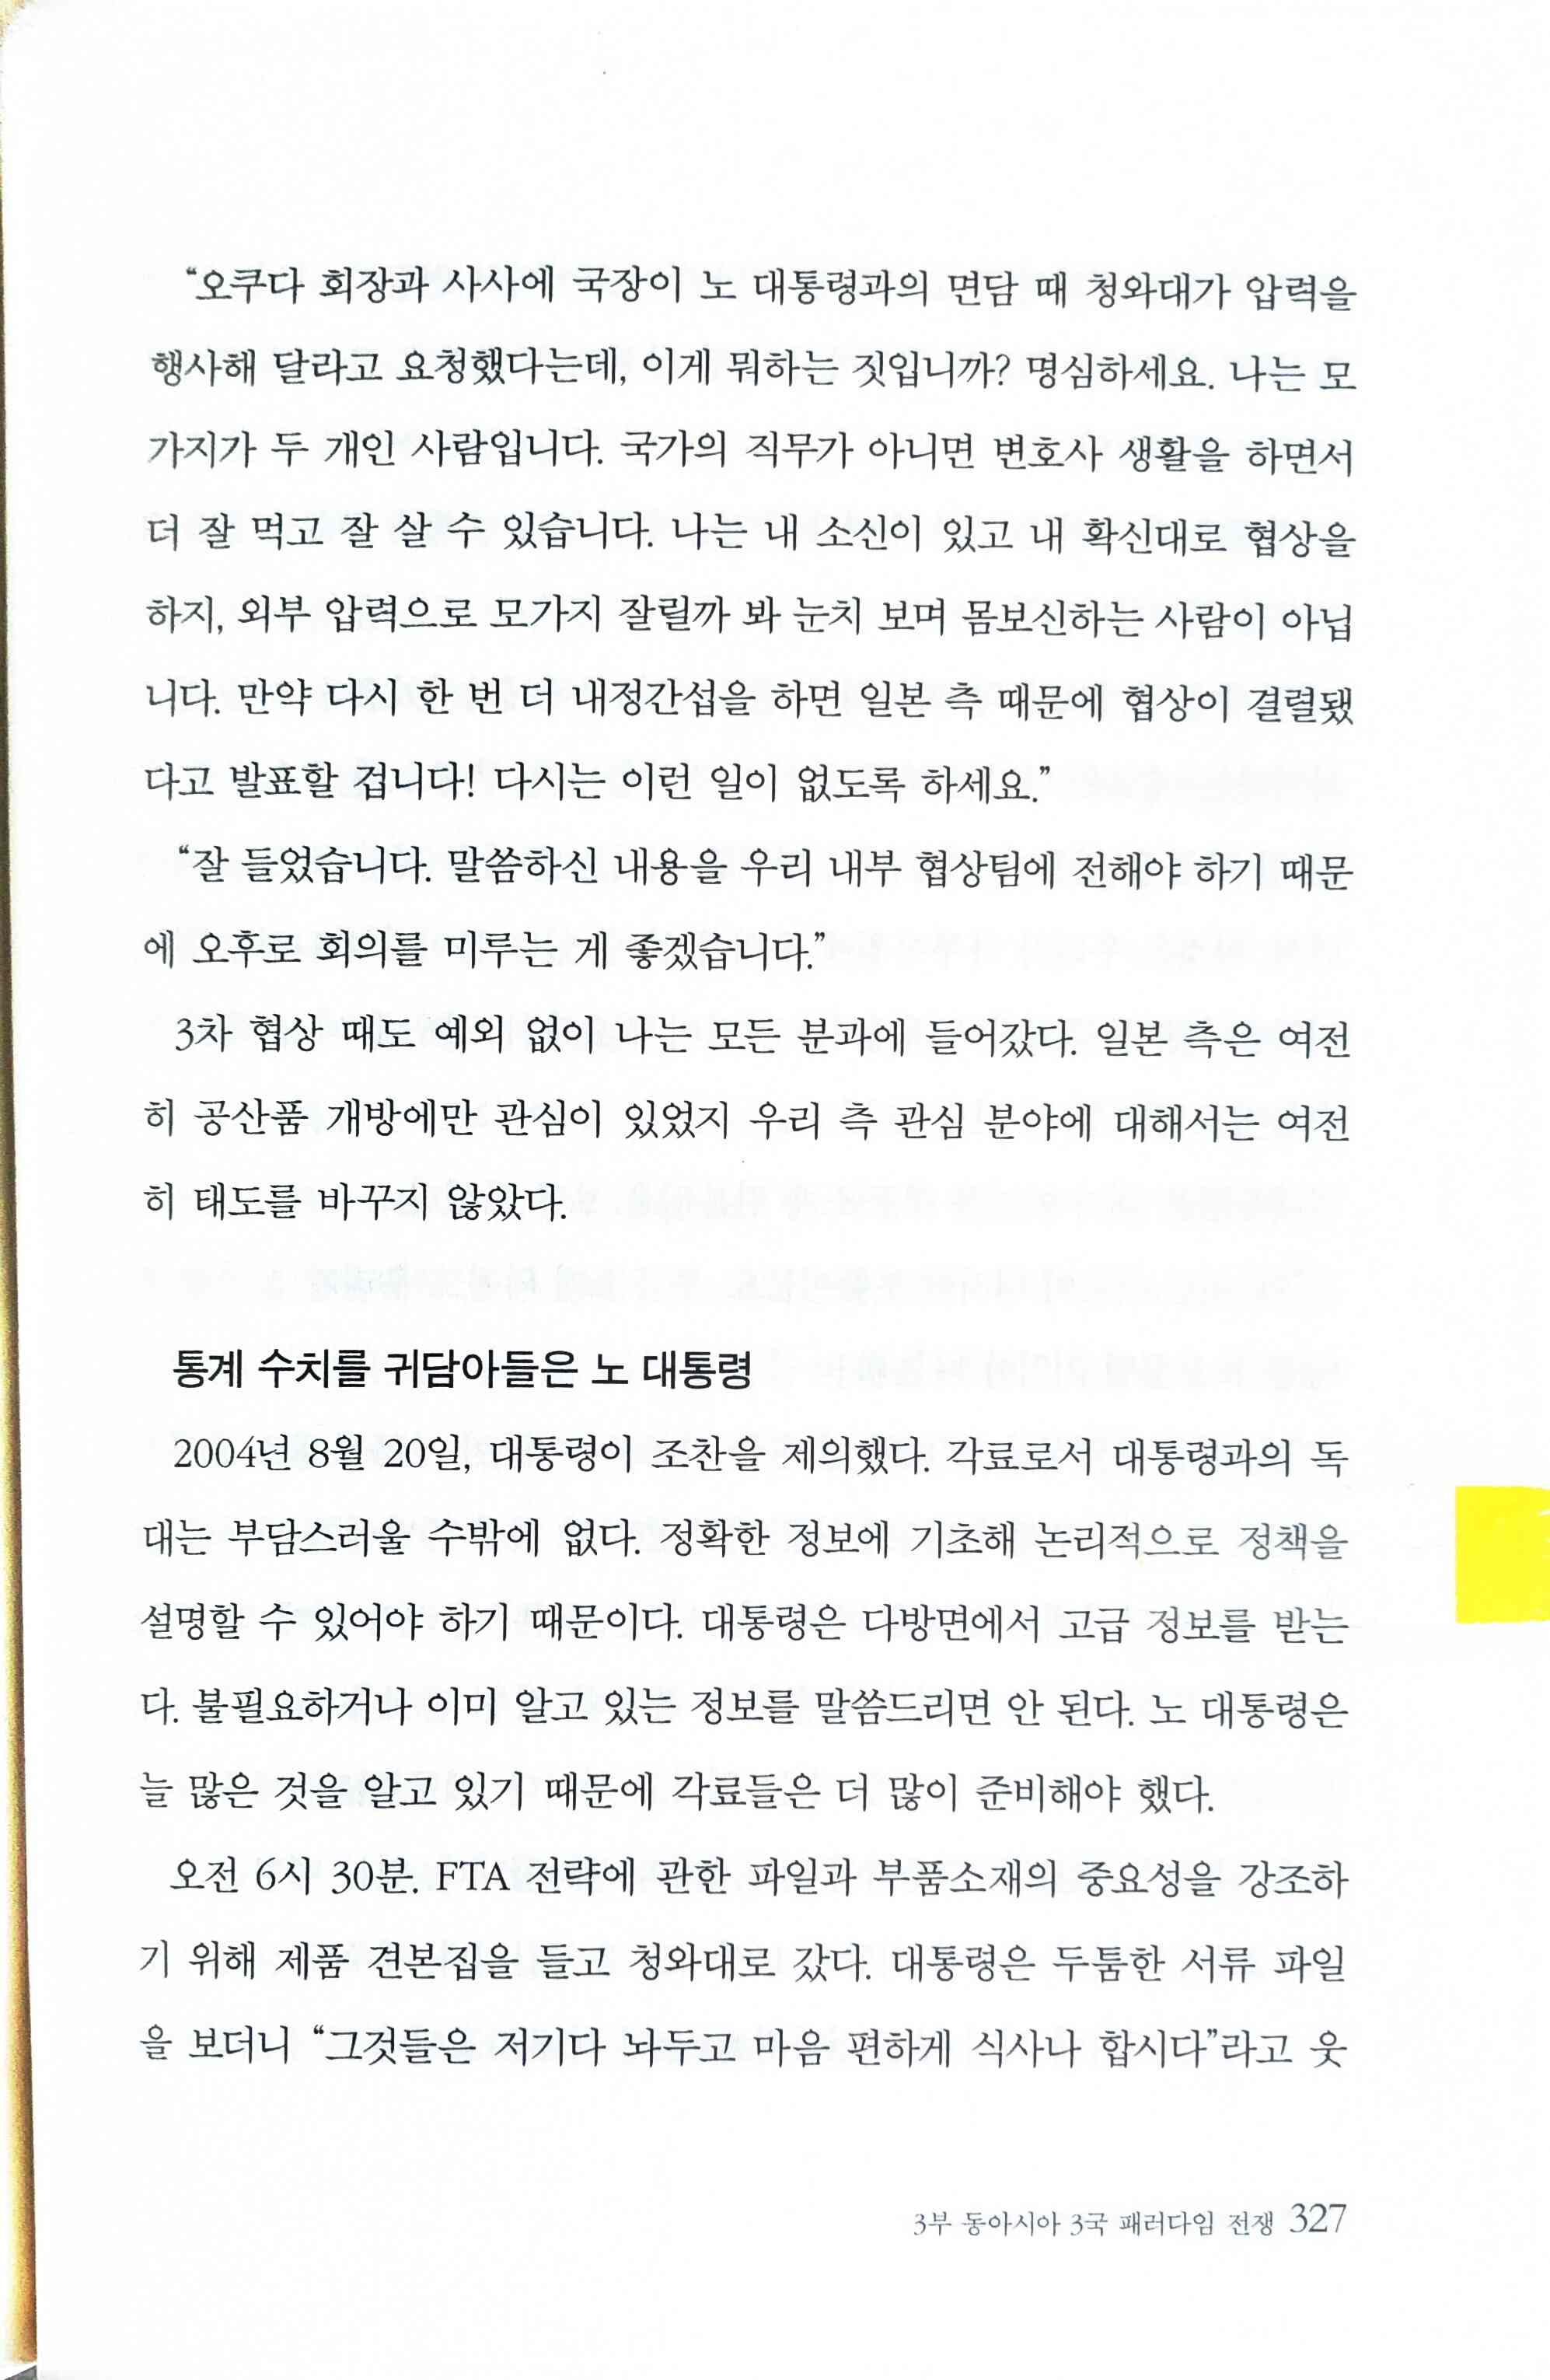 “오쿠다 회장과 사사에 국장이 노 대통령과의 면담 때 청와대가 압력을
행사해 달라고 요청했다는데, 이게 뭐하는 짓입니까? 명심하세요. 나는 모
가지가 두 개인 사람입니다. 국가의 직무가 아니면 변호사 생활을 하면서
더 잘 먹고 잘 살 수 있습니다. 나는 내 소신이 있고 내 확신대로 협상을
하지, 외부 압력으로 모가지 잘릴까 봐 눈치 보며 몸보신하는 사람이 아닙
니다. 만약 다시 한 번 더 내정간섭을 하면 일본 측 때문에 협상이 결렬됐
다고 발표할 겁니다! 다시는 이런 일이 없도록 하세요.”
“잘 들었습니다. 말씀하신 내용을 우리 내부 협상팀에 전해야 하기 때문
에 오후로 회의를 미루는 게 좋겠습니다.”
3차 협상 때도 예외 없이 나는 모든 분과에 들어갔다. 일본 측은 여전
히 공산품 개방에만 관심이 있었지 우리 측 관심 분야에 대해서는 여전
히 태도를 바꾸지 않았다.
통계 수치를 귀담아들은 노 대통령
2004년 8월 20일, 대통령이 조찬을 제의했다. 각료로서 대통령과의 독
대는 부담스러울 수밖에 없다. 정확한 정보에 기초해 논리적으로 정책을
설명할 수 있어야 하기 때문이다. 대통령은 다방면에서 고급 정보를 받는
다. 불필요하거나 이미 알고 있는 정보를 말씀드리면 안 된다. 노 대통령은
늘 많은 것을 알고 있기 때문에 각료들은 더 많이 준비해야 했다.
오전 6시 30분. FTA 전략에 관한 파일과 부품소재의 중요성을 강조하
기 위해 제품 견본집을 들고 청와대로 갔다. 대통령은 두툼한 서류 파일
을 보더니 “그것들은 저기다 놔두고 마음 편하게 식사나 합시다”라고 웃
3부 동아시아 3국 패러다임 전쟁 327